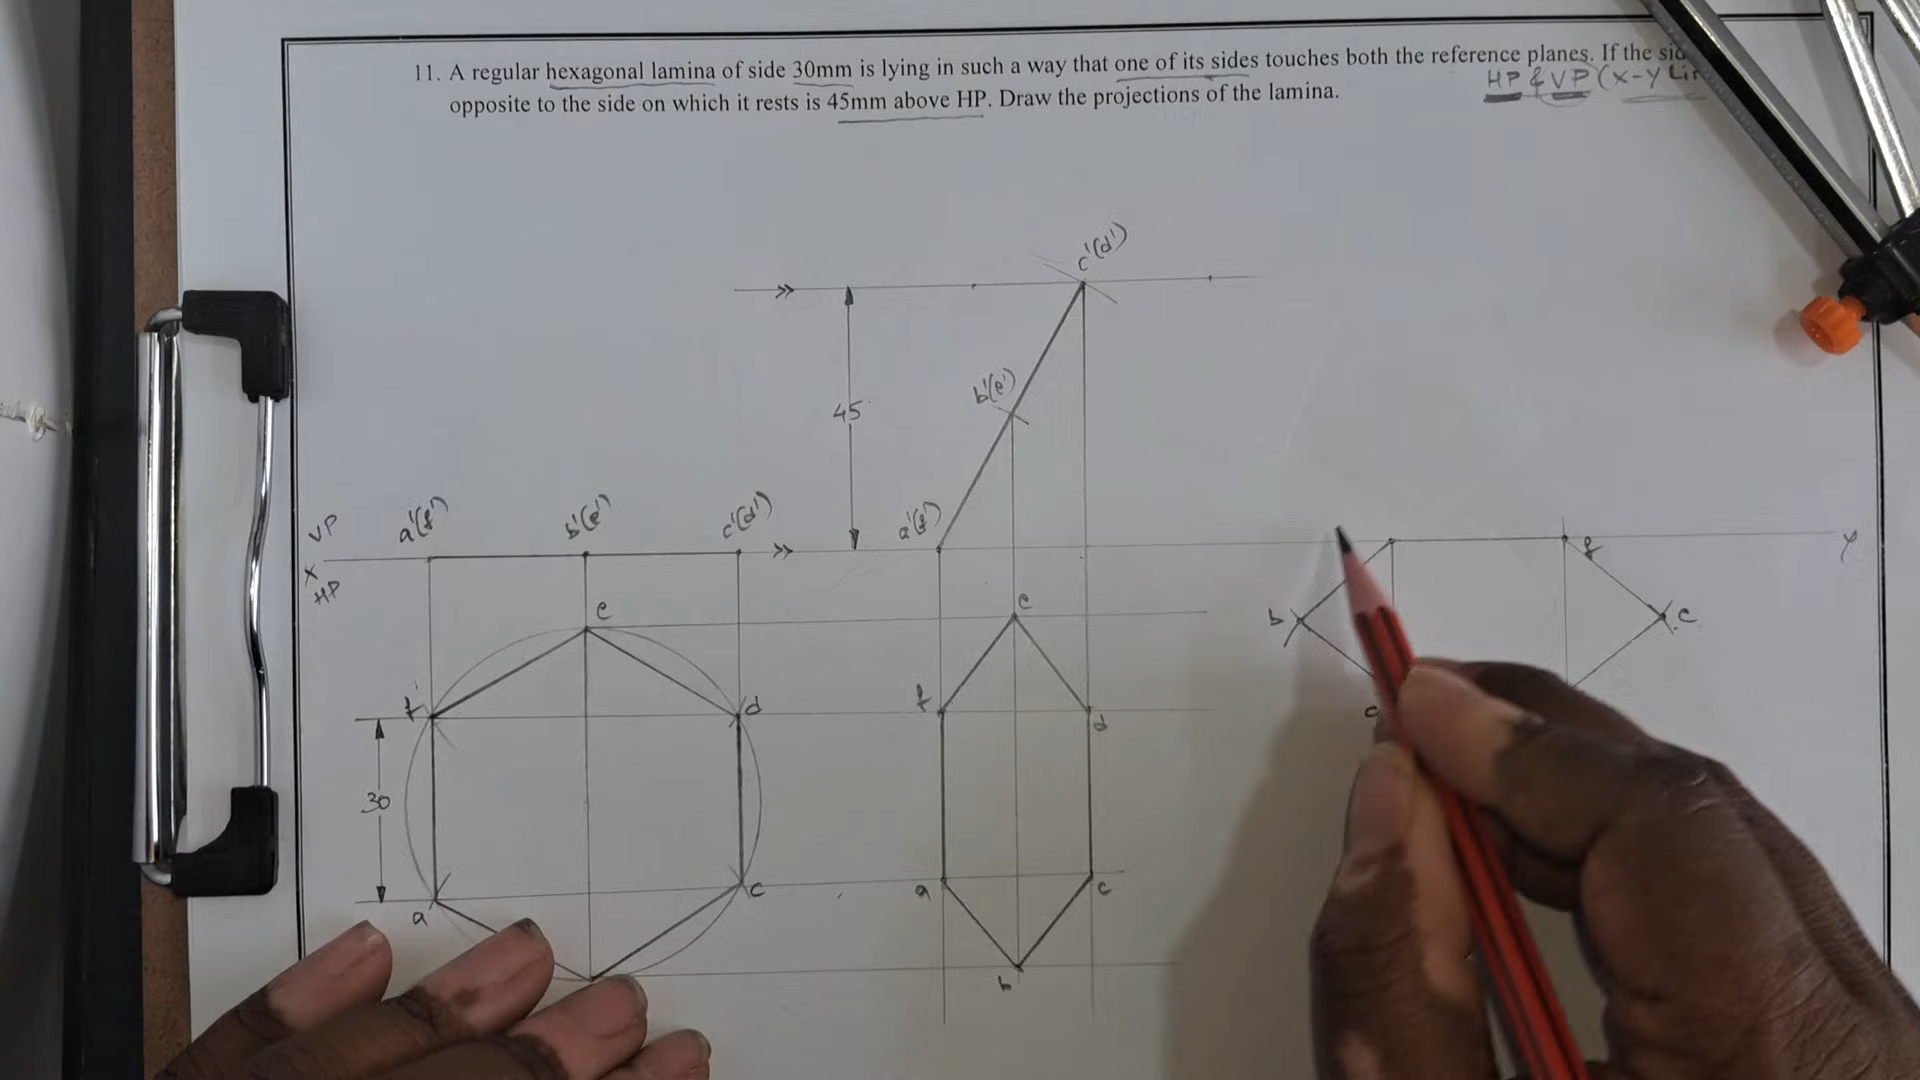 11. A regular hexagonal lamina of side 30mm is lying in such a way that one of its sides touches both the reference planes. If the
opposite to the side on which it rests is 45mm above HP. Draw the projections of the lamina.
HP & VP (X-Y
c'(d')
b'(e')
45
a'(f')
b'(e')
c'(d')
a'(f')
VP
X
HP
Y
e
e
f
b
e
f
d
f
d
30
a
c
a
c
b